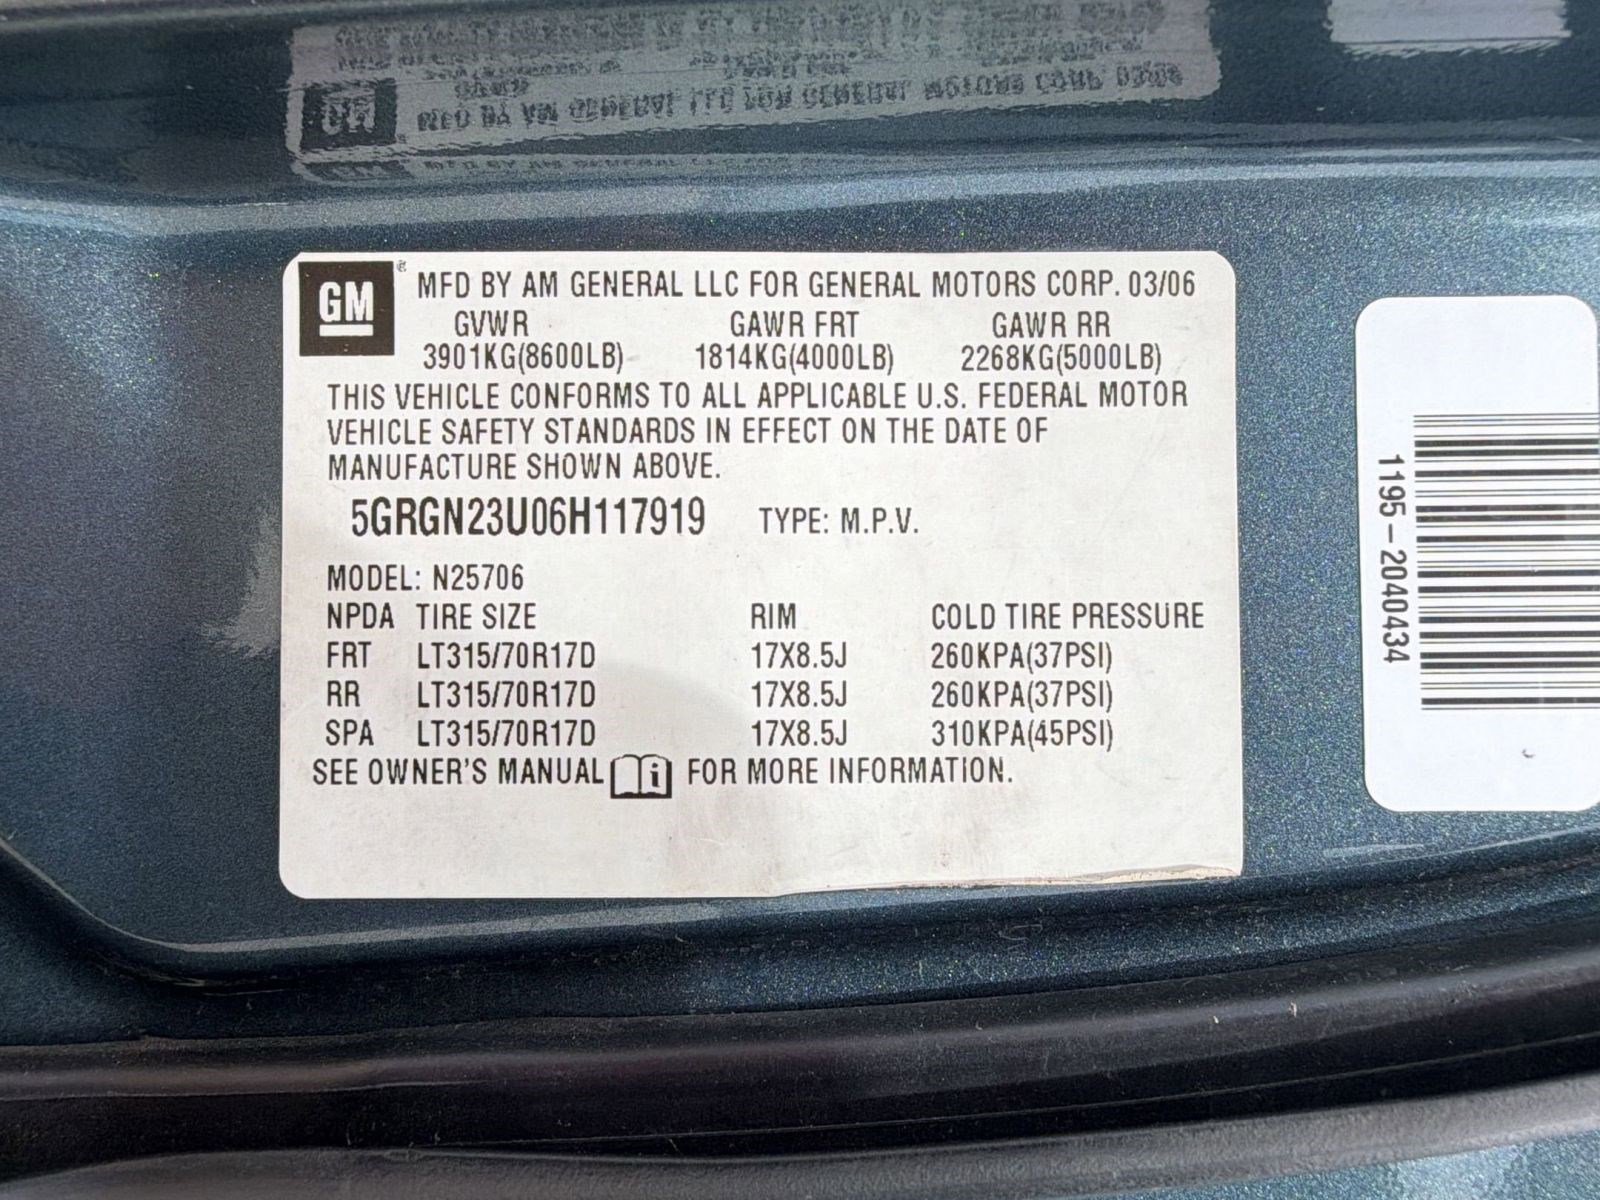 GM
MFD BY AM GENERAL LLC FOR GENERAL MOTORS CORP. 03/06
GVWR GAWR FRT GAWR RR
3901KG(8600LB) 1814KG(4000LB) 2268KG(5000LB)
THIS VEHICLE CONFORMS TO ALL APPLICABLE U.S. FEDERAL MOTOR
VEHICLE SAFETY STANDARDS IN EFFECT ON THE DATE OF
MANUFACTURE SHOWN ABOVE.
5GRGN23U06H117919 TYPE: M.P.V.
MODEL: N25706
NPDA TIRE SIZE RIM COLD TIRE PRESSURE
FRT LT315/70R17D 17X8.5J 260KPA(37PSI)
RR LT315/70R17D 17X8.5J 260KPA(37PSI)
SPA LT315/70R17D 17X8.5J 310KPA(45PSI)
SEE OWNER'S MANUAL i FOR MORE INFORMATION.
1195-2040434